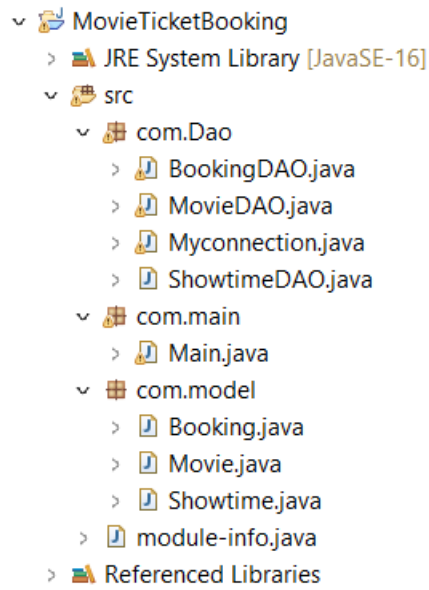 MovieTicketBooking
JRE System Library [JavaSE-16]
src
com.Dao
BookingDAO.java
MovieDAO.java
Myconnection.java
ShowtimeDAO.java
com.main
Main.java
com.model
Booking.java
Movie.java
Showtime.java
module-info.java
Referenced Libraries